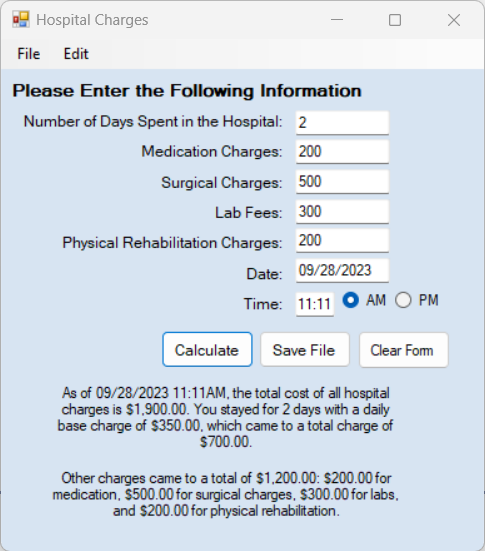 Hospital Charges
File Edit
Please Enter the Following Information
Number of Days Spent in the Hospital: 2
Medication Charges: 200
Surgical Charges: 500
Lab Fees: 300
Physical Rehabilitation Charges: 200
Date: 09/28/2023
Time: 11:11 AM PM
Calculate Save File Clear Form
As of 09/28/2023 11:11AM, the total cost of all hospital
charges is $1,900.00. You stayed for 2 days with a daily
base charge of $350.00, which came to a total charge of
$700.00.
Other charges came to a total of $1,200.00: $200.00 for
medication, $500.00 for surgical charges, $300.00 for labs,
and $200.00 for physical rehabilitation.